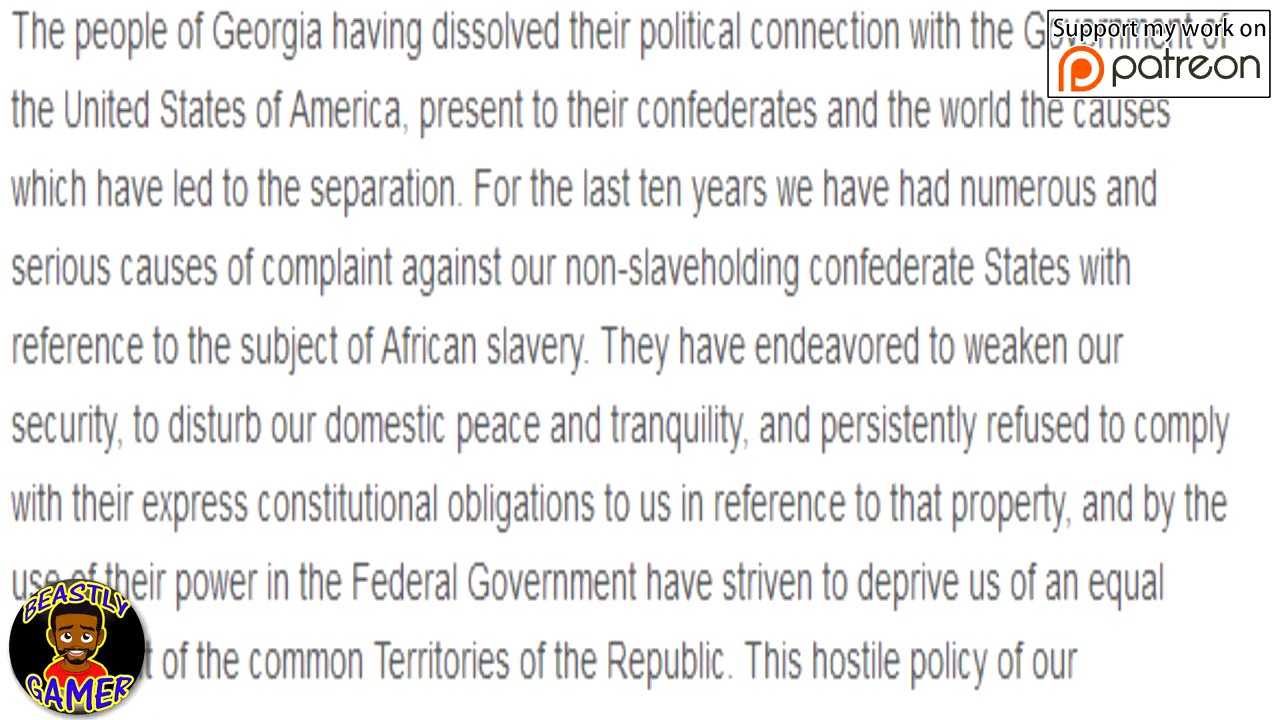 The people of Georgia having dissolved their political connection with the Government of
the United States of America, present to their confederates and the world the causes
which have led to the separation. For the last ten years we have had numerous and
serious causes of complaint against our non-slaveholding confederate States with
reference to the subject of African slavery. They have endeavored to weaken our
security, to disturb our domestic peace and tranquility, and persistently refused to comply
with their express constitutional obligations to us in reference to that property, and by the
use of their power in the Federal Government have striven to deprive us of an equal
of the common Territories of the Republic. This hostile policy of our
Support my work on
patreon
BEASTLY
GAMER